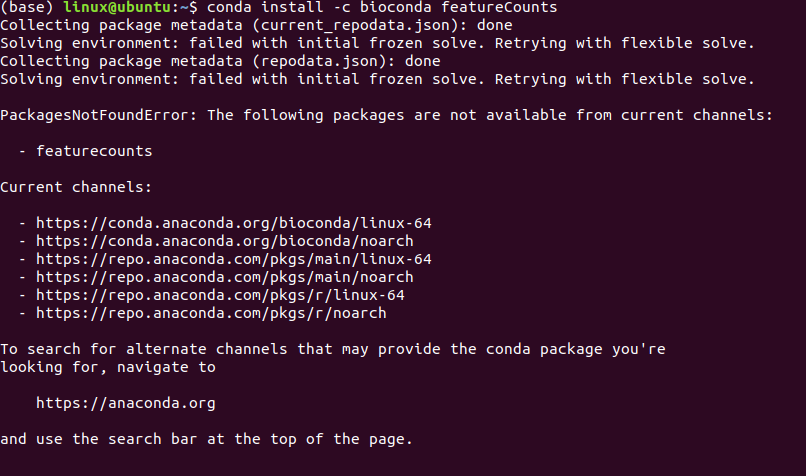 (base) linux@ubuntu:~$ conda install -c bioconda featureCounts
Collecting package metadata (current_repodata.json): done
Solving environment: failed with initial frozen solve. Retrying with flexible solve.
Collecting package metadata (repodata.json): done
Solving environment: failed with initial frozen solve. Retrying with flexible solve.
PackagesNotFoundError: The following packages are not available from current channels:
- featurecounts
Current channels:
- https://conda.anaconda.org/bioconda/linux-64
- https://conda.anaconda.org/bioconda/noarch
- https://repo.anaconda.com/pkgs/main/linux-64
- https://repo.anaconda.com/pkgs/main/noarch
- https://repo.anaconda.com/pkgs/r/linux-64
- https://repo.anaconda.com/pkgs/r/noarch
To search for alternate channels that may provide the conda package you're
looking for, navigate to
https://anaconda.org
and use the search bar at the top of the page.